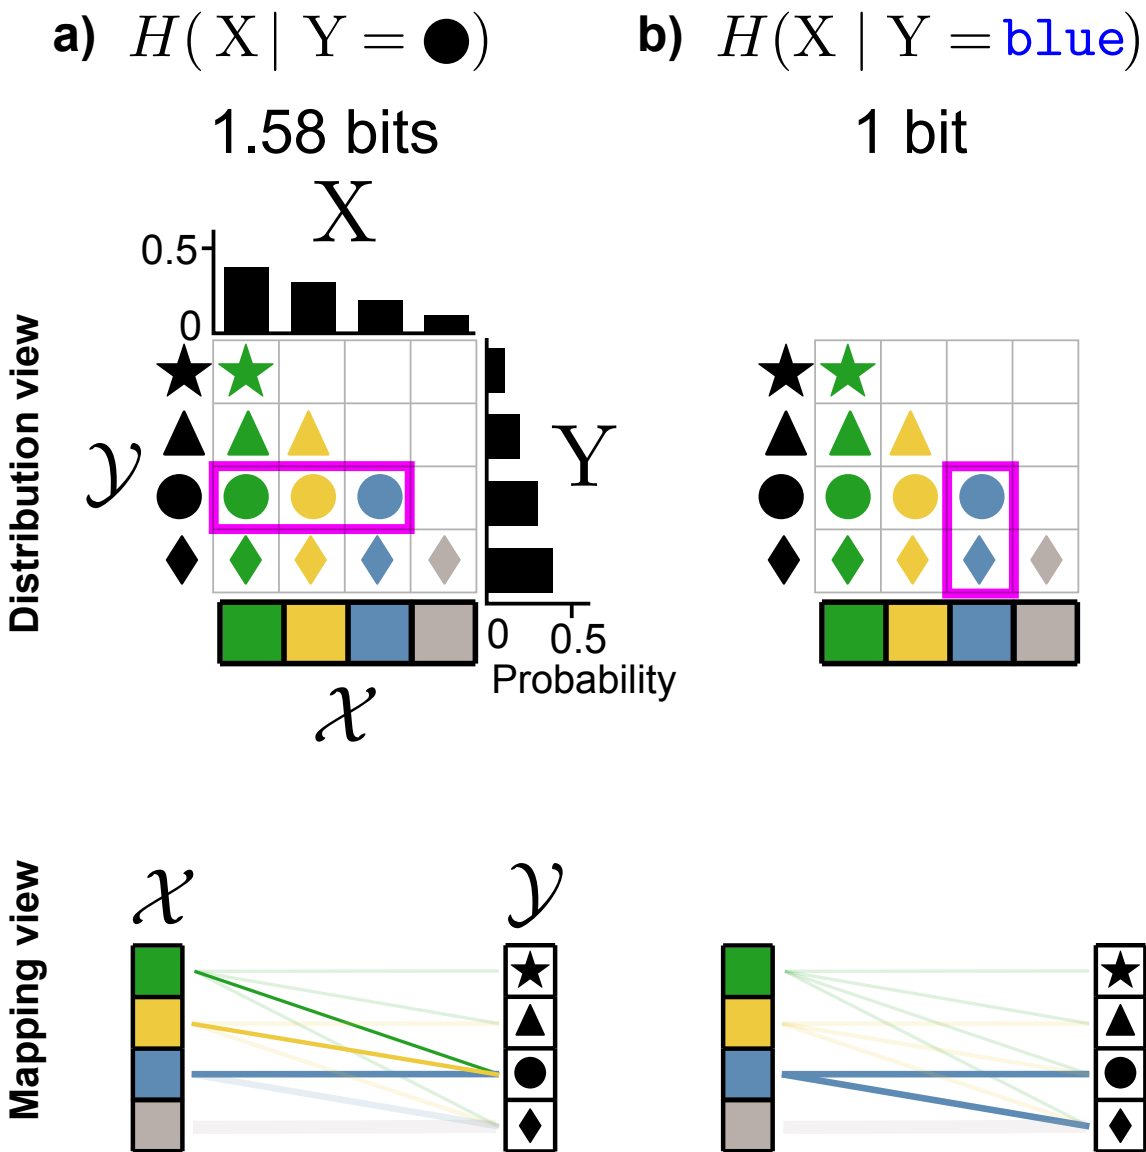 a) H( X | Y = ●)
b) H(X | Y = blue)
1.58 bits
1 bit
X
0.5
0
Distribution view
𝒴
Y
0 0.5
Probability
𝒳
Mapping view
𝒳
𝒴